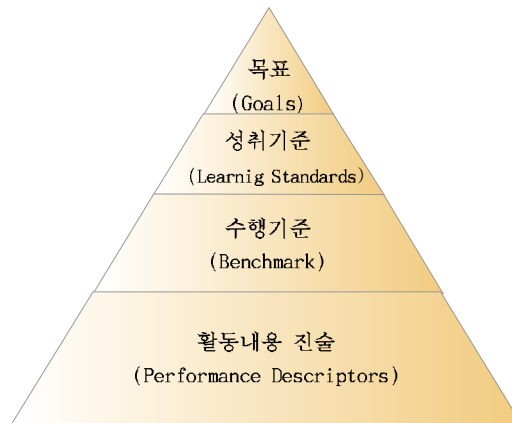 목표
(Goals)
성취기준
(Learnig Standards)
수행기준
(Benchmark)
활동내용 진술
(Performance Descriptors)